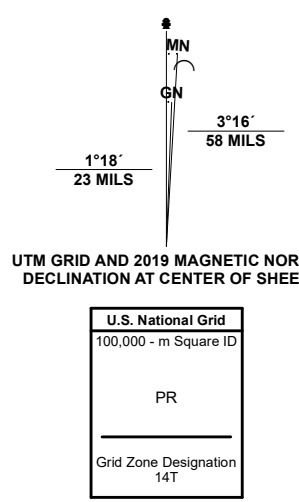 MN
GN
3°16´
58 MILS
1°18´
23 MILS
UTM GRID AND 2019 MAGNETIC NOR
DECLINATION AT CENTER OF SHEE
U.S. National Grid
100,000 - m Square ID
PR
Grid Zone Designation
14T